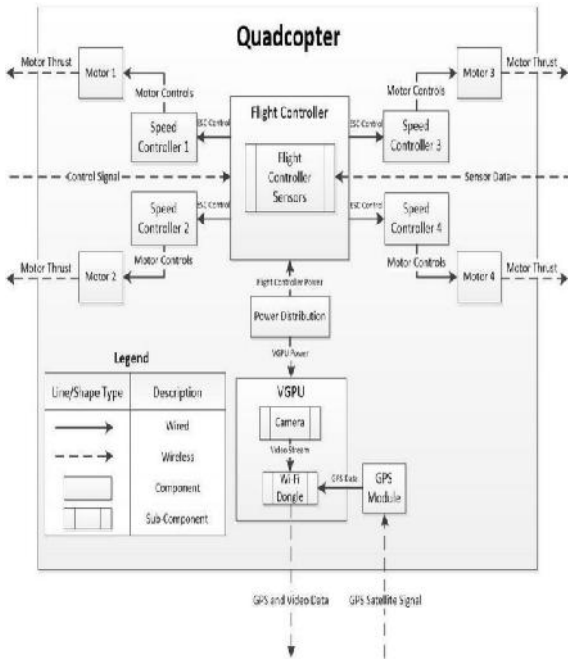 Quadcopter
Motor Thrust
Motor 1
Motor Controls
Speed
Controller 1
ESC Control
Flight Controller
Flight
Controller
Sensors
ESC Control
Speed
Controller 3
Motor Controls
Motor 3
Motor Thrust
Control Signal
Sensor Data
Speed
Controller 2
ESC Control
ESC Control
Speed
Controller 4
Motor Thrust
Motor 2
Motor Controls
Motor Controls
Motor 4
Motor Thrust
Flight Controller Power
Power Distribution
VGPU Power
Legend
Line/Shape Type
Description
Wired
Wireless
Component
Sub-Component
VGPU
Camera
Video Stream
Wi-Fi
Dongle
GPS Data
GPS
Module
GPS and Video Data
GPS Satellite Signal